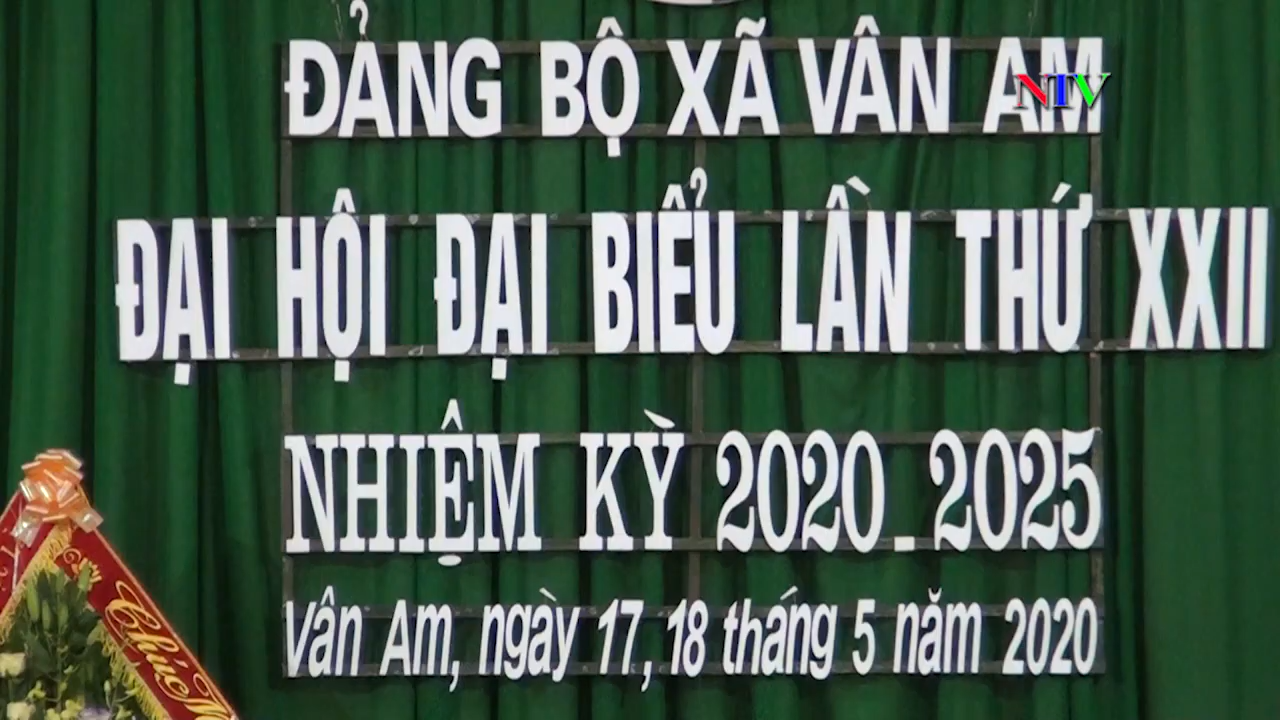 ĐẢNG BỘ XÃ VÂN AM
NTV
ĐẠI HỘI ĐẠI BIỂU LẦN THỨ XXII
NHIỆM KỲ 2020_2025
Vân Am, ngày 17, 18 tháng 5 năm 2020
Chúc